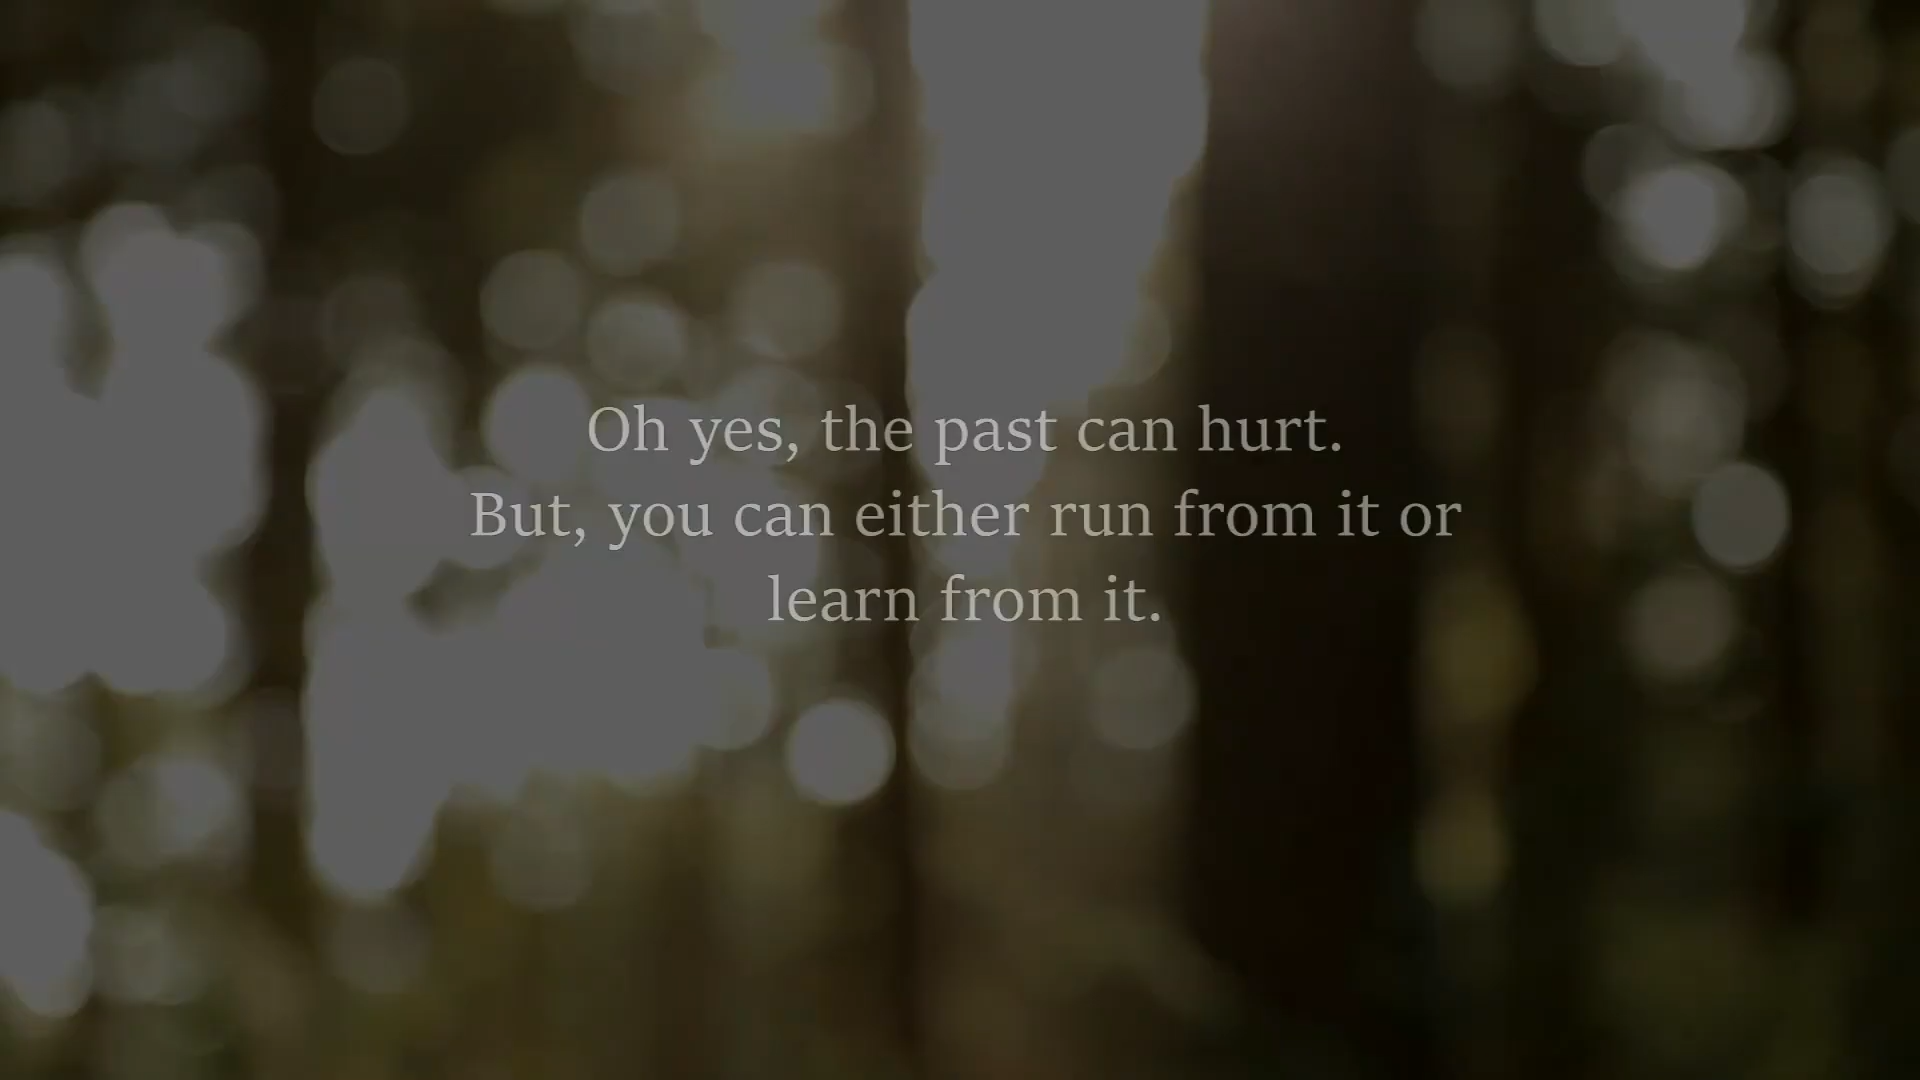 Oh yes, the past can hurt.
But, you can either run from it or
learn from it.